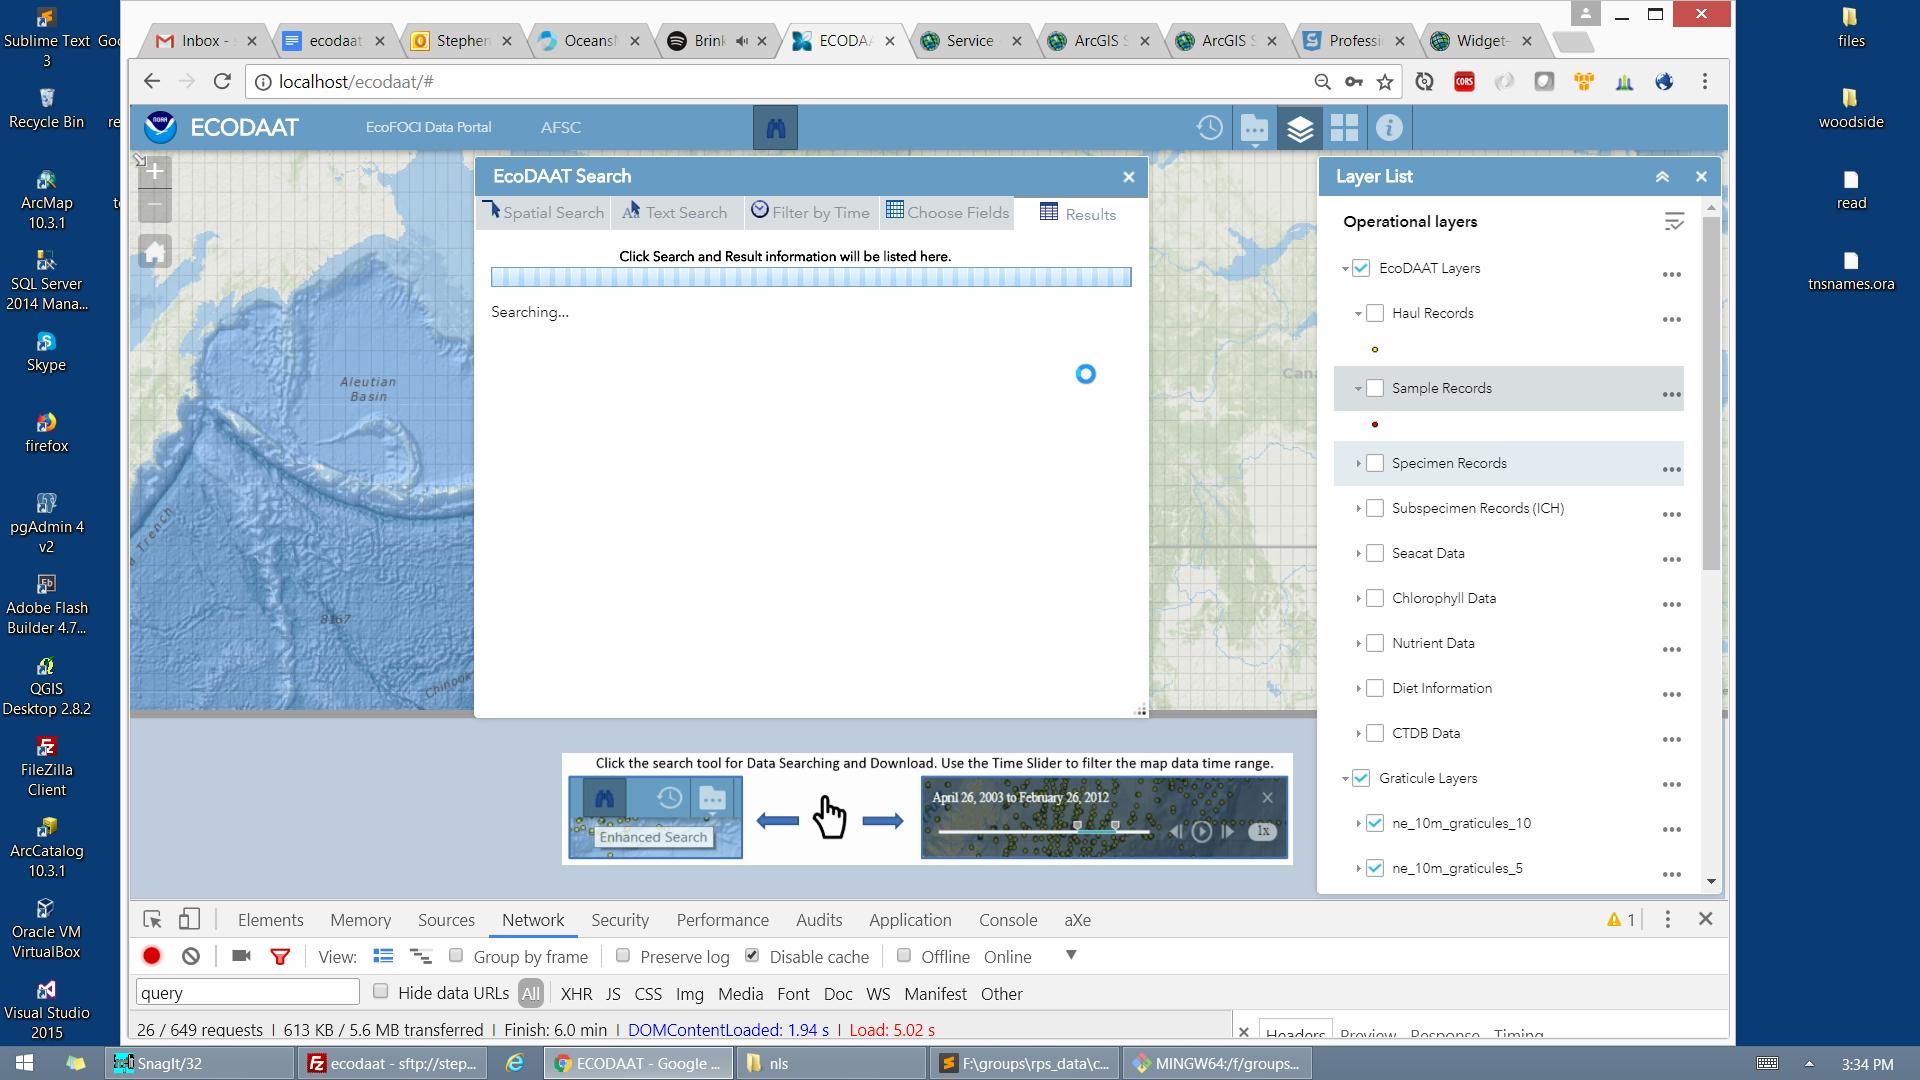 Sublime Text
3
Goo
Recycle Bin
re
ArcMap
10.3.1
to
SQL Server
2014 Mana...
Skype
firefox
pgAdmin 4
v2
Adobe Flash
Builder 4.7...
QGIS
Desktop 2.8.2
FileZilla
Client
ArcCatalog
10.3.1
Oracle VM
VirtualBox
Visual Studio
2015
Inbox -
ecodaat
Stephen
OceansM
Brink
ECODA
Service
ArcGIS S
ArcGIS S
Professi
Widget-
localhost/ecodaat/#
CORS
ECODAAT
EcoFOCI Data Portal
AFSC
EcoDAAT Search
Spatial Search
Text Search
Filter by Time
Choose Fields
Results
Click Search and Result information will be listed here.
Searching...
Aleutian
Basin
8167
Chinook
Trench
Cana
Layer List
Operational layers
EcoDAAT Layers
Haul Records
Sample Records
Specimen Records
Subspecimen Records (ICH)
Seacat Data
Chlorophyll Data
Nutrient Data
Diet Information
CTDB Data
Graticule Layers
ne_10m_graticules_10
ne_10m_graticules_5
Click the search tool for Data Searching and Download. Use the Time Slider to filter the map data time range.
Enhanced Search
April 26, 2003 to February 26, 2012
1x
Elements Memory Sources Network Security Performance Audits Application Console aXe
1
View: Group by frame Preserve log Disable cache Offline Online
query
Hide data URLs All XHR JS CSS Img Media Font Doc WS Manifest Other
26 / 649 requests | 613 KB / 5.6 MB transferred | Finish: 6.0 min | DOMContentLoaded: 1.94 s | Load: 5.02 s
Headers Preview Response Timing
files
woodside
read
tnsnames.ora
SnagIt/32
ecodaat - sftp://step...
ECODAAT - Google ...
nls
F:\groups\rps_data\c...
MINGW64:/f/groups...
3:34 PM